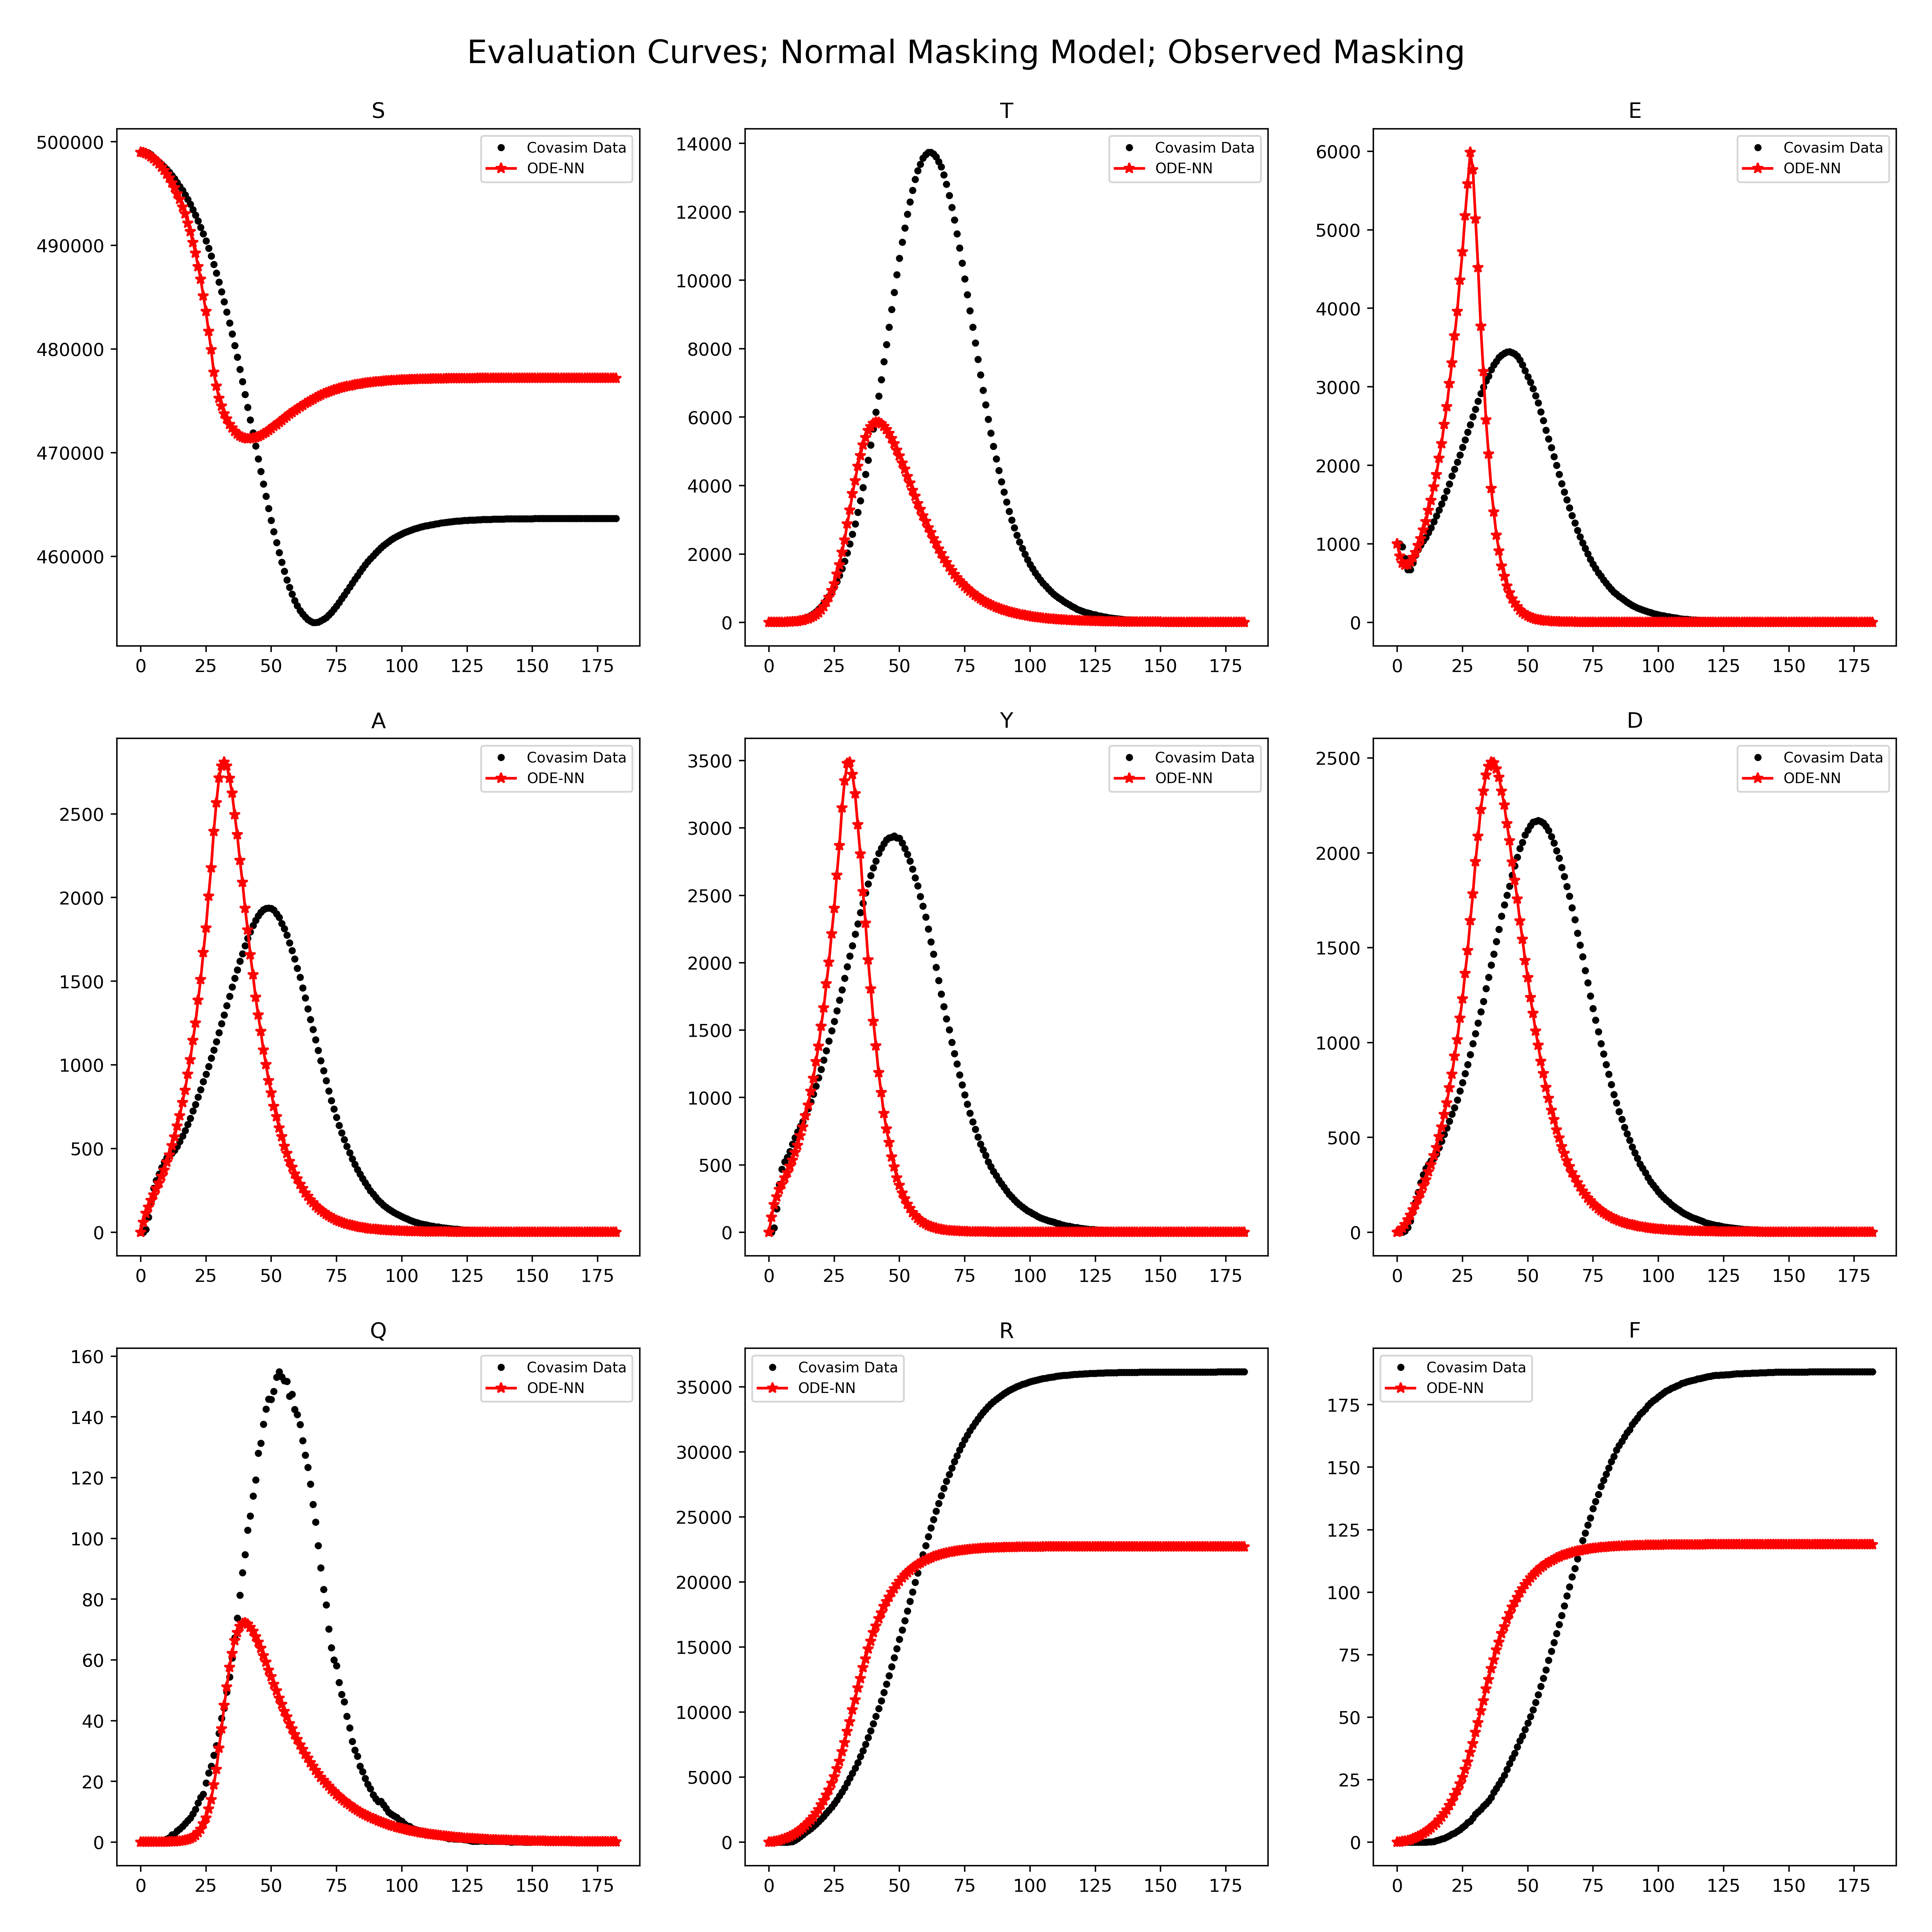 Evaluation Curves; Normal Masking Model; Observed Masking
S
Covasim Data
ODE-NN
500000
490000
480000
470000
460000
0 25 50 75 100 125 150 175
T
Covasim Data
ODE-NN
14000
12000
10000
8000
6000
4000
2000
0
0 25 50 75 100 125 150 175
E
Covasim Data
ODE-NN
6000
5000
4000
3000
2000
1000
0
0 25 50 75 100 125 150 175
A
Covasim Data
ODE-NN
2500
2000
1500
1000
500
0
0 25 50 75 100 125 150 175
Y
Covasim Data
ODE-NN
3500
3000
2500
2000
1500
1000
500
0
0 25 50 75 100 125 150 175
D
Covasim Data
ODE-NN
2500
2000
1500
1000
500
0
0 25 50 75 100 125 150 175
Q
Covasim Data
ODE-NN
160
140
120
100
80
60
40
20
0
0 25 50 75 100 125 150 175
R
Covasim Data
ODE-NN
35000
30000
25000
20000
15000
10000
5000
0
0 25 50 75 100 125 150 175
F
Covasim Data
ODE-NN
175
150
125
100
75
50
25
0
0 25 50 75 100 125 150 175